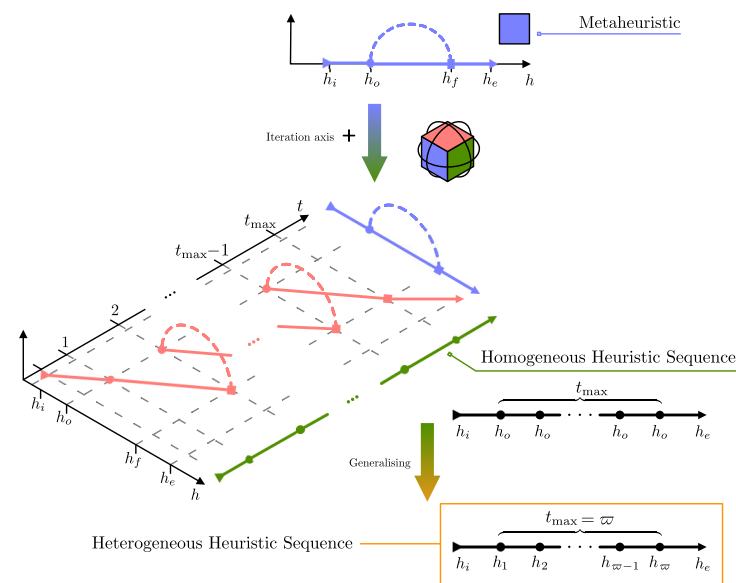 Metaheuristic
h_i h_o h_f h_e h
Iteration axis +
t
t_max
t_max−1
...
2
1
...
h_i
h_o
h_f
h_e
h
...
Homogeneous Heuristic Sequence
t_max
h_i h_o h_o · · · h_o h_o h_e
Generalising
Heterogeneous Heuristic Sequence
t_max = ϖ
h_i h_1 h_2 · · · h_ϖ−1 h_ϖ h_e